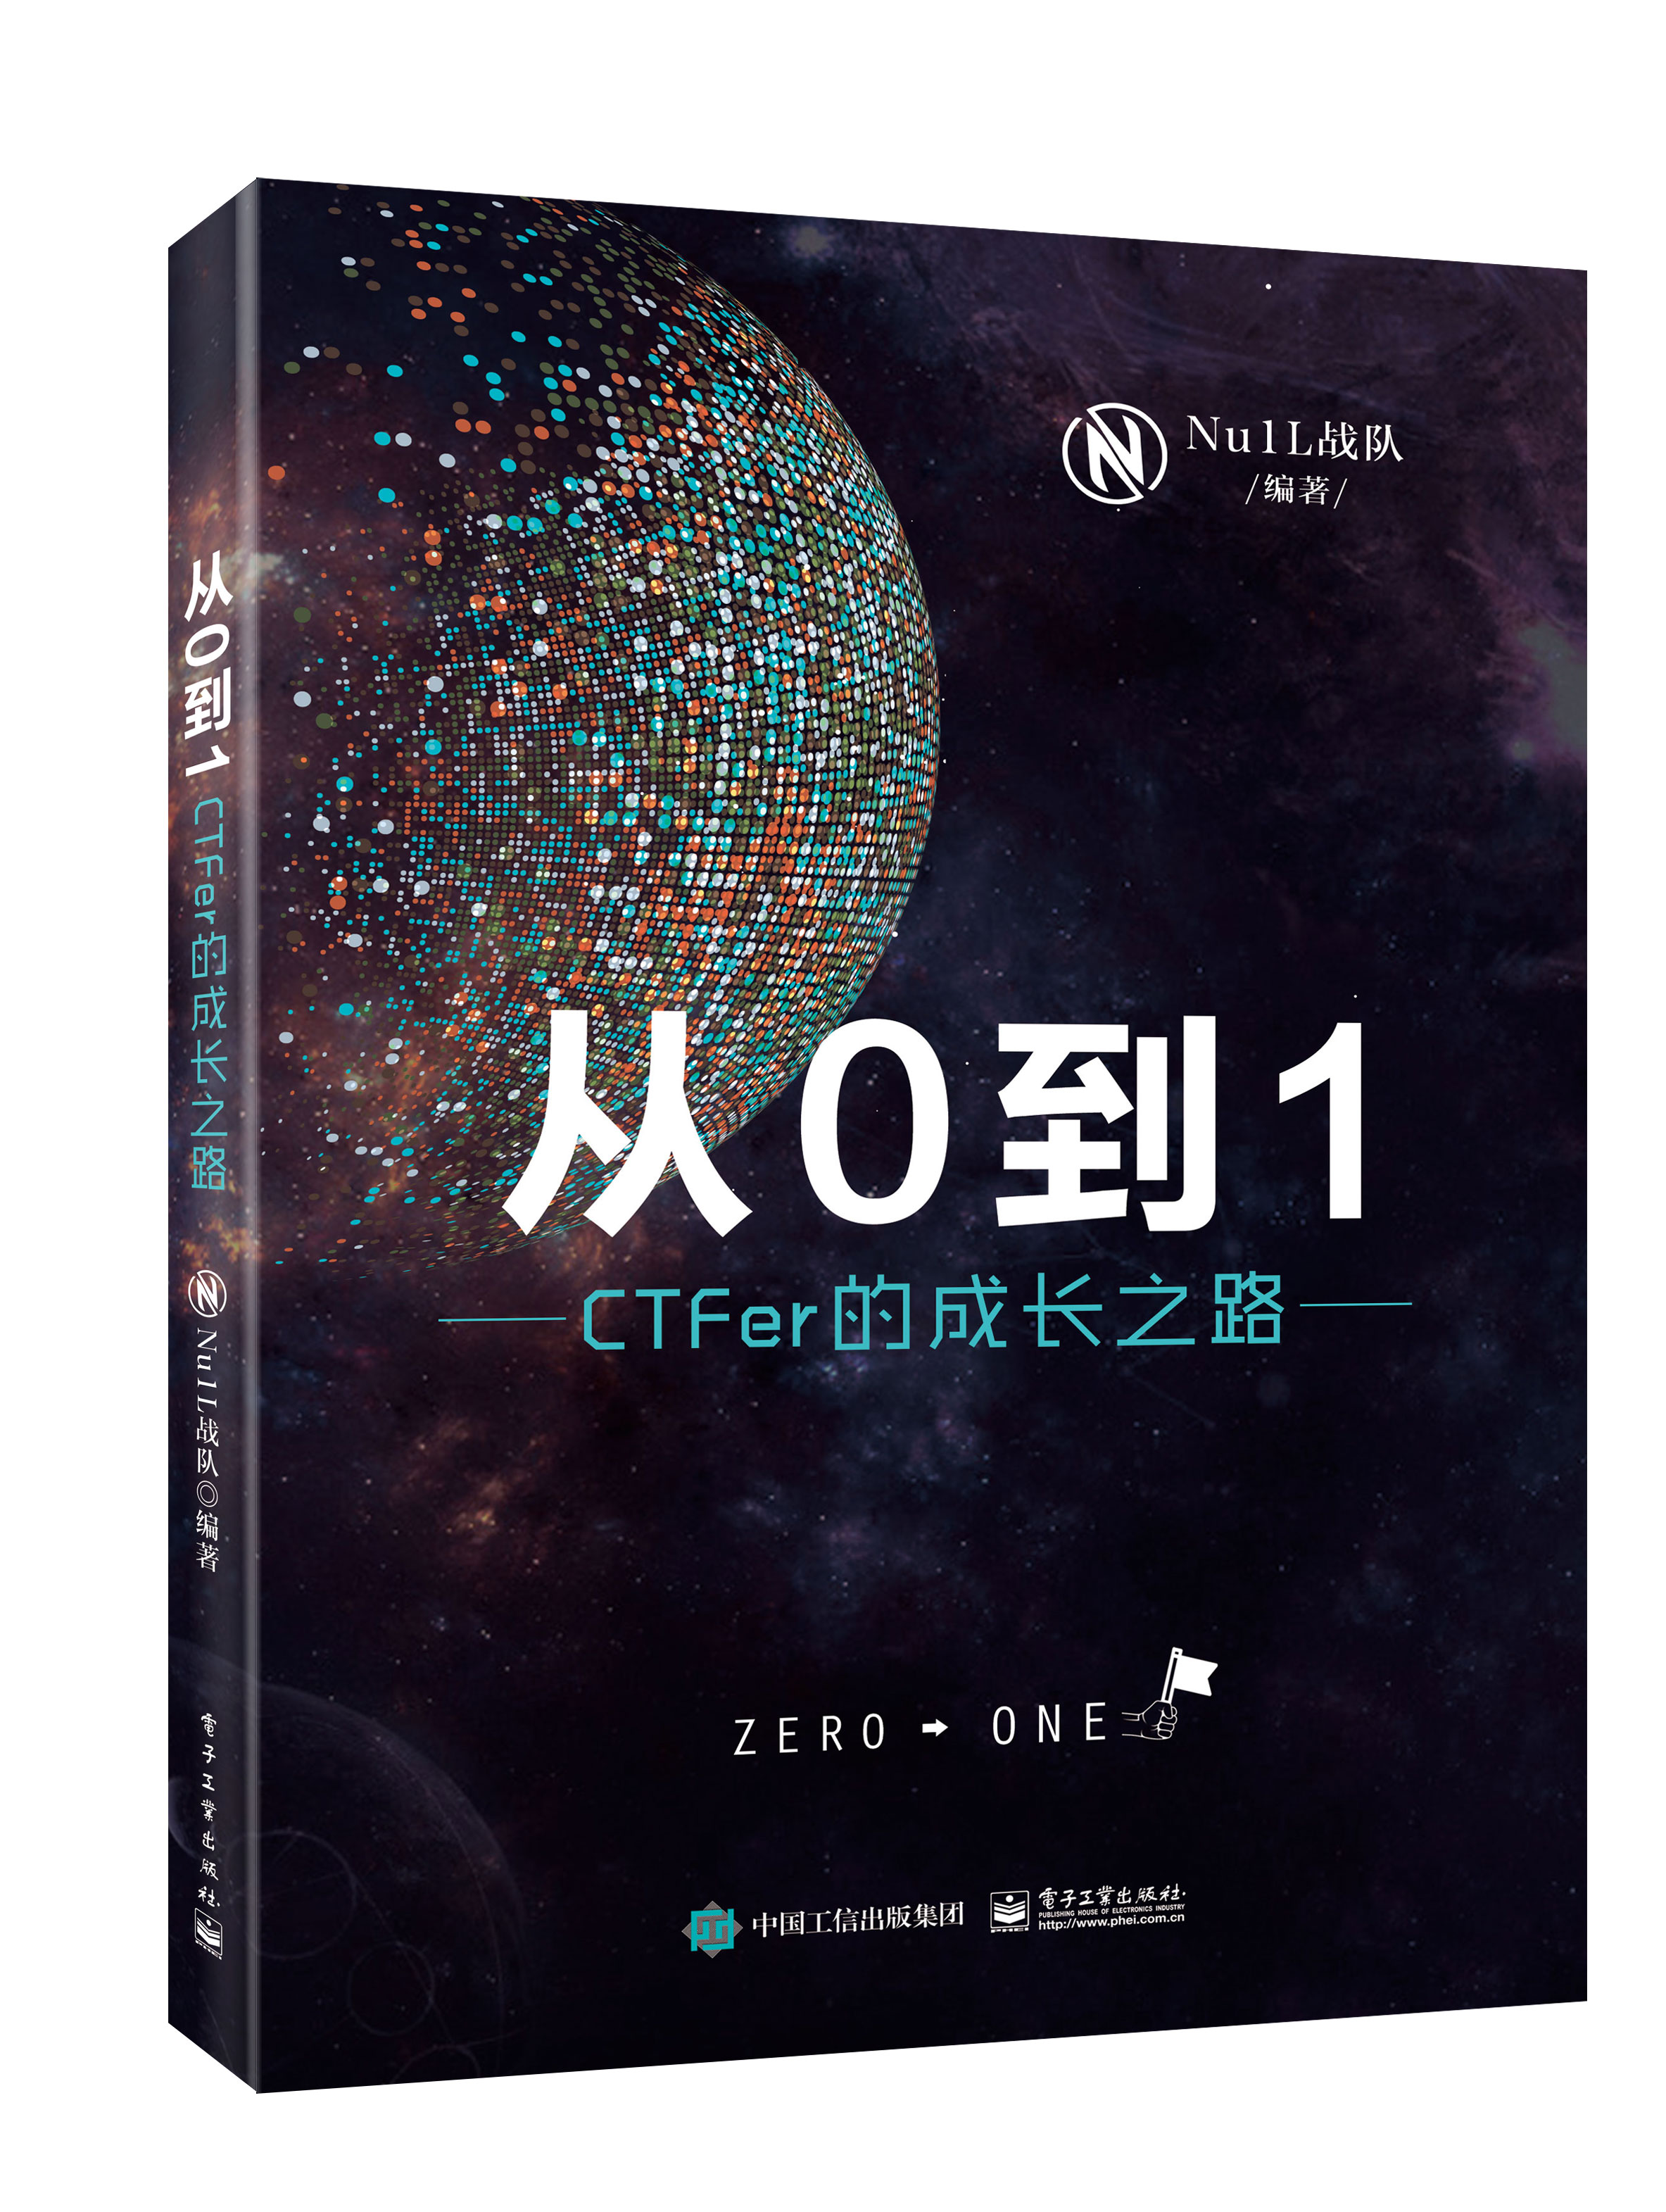 Nu1L战队
/编著/
从0到1
CTFer的成长之路
ZERO ONE
中国工信出版集团
電子工業出版社
PUBLISHING HOUSE OF ELECTRONICS INDUSTRY
http://www.phei.com.cn
PHEI
从0到1 CTFer的成长之路
Nu1L战队◎编著
電子工業出版社
PHEI